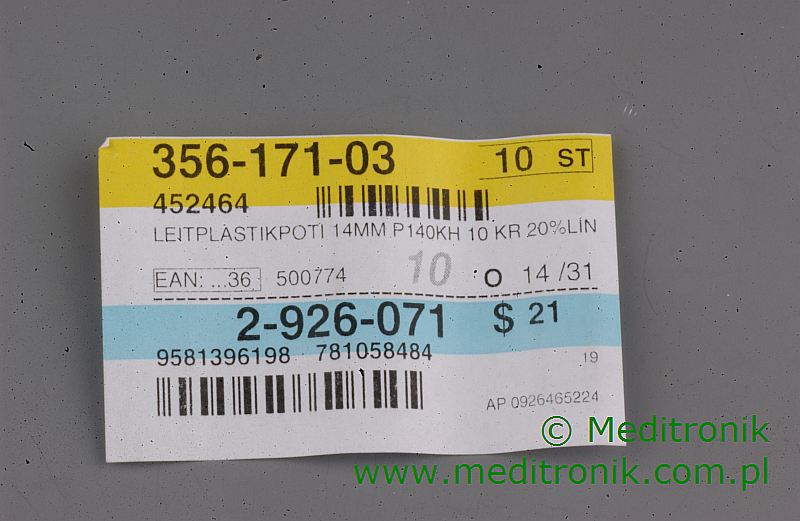 356-171-03 10 ST
452464
LEITPLASTIKPOTI 14MM P140KH 10 KR 20%LIN
EAN: ...36 500774 10 O 14 /31
2-926-071 $ 21
9581396198 781058484 19
AP 0926465224
© Meditronik
www.meditronik.com.pl